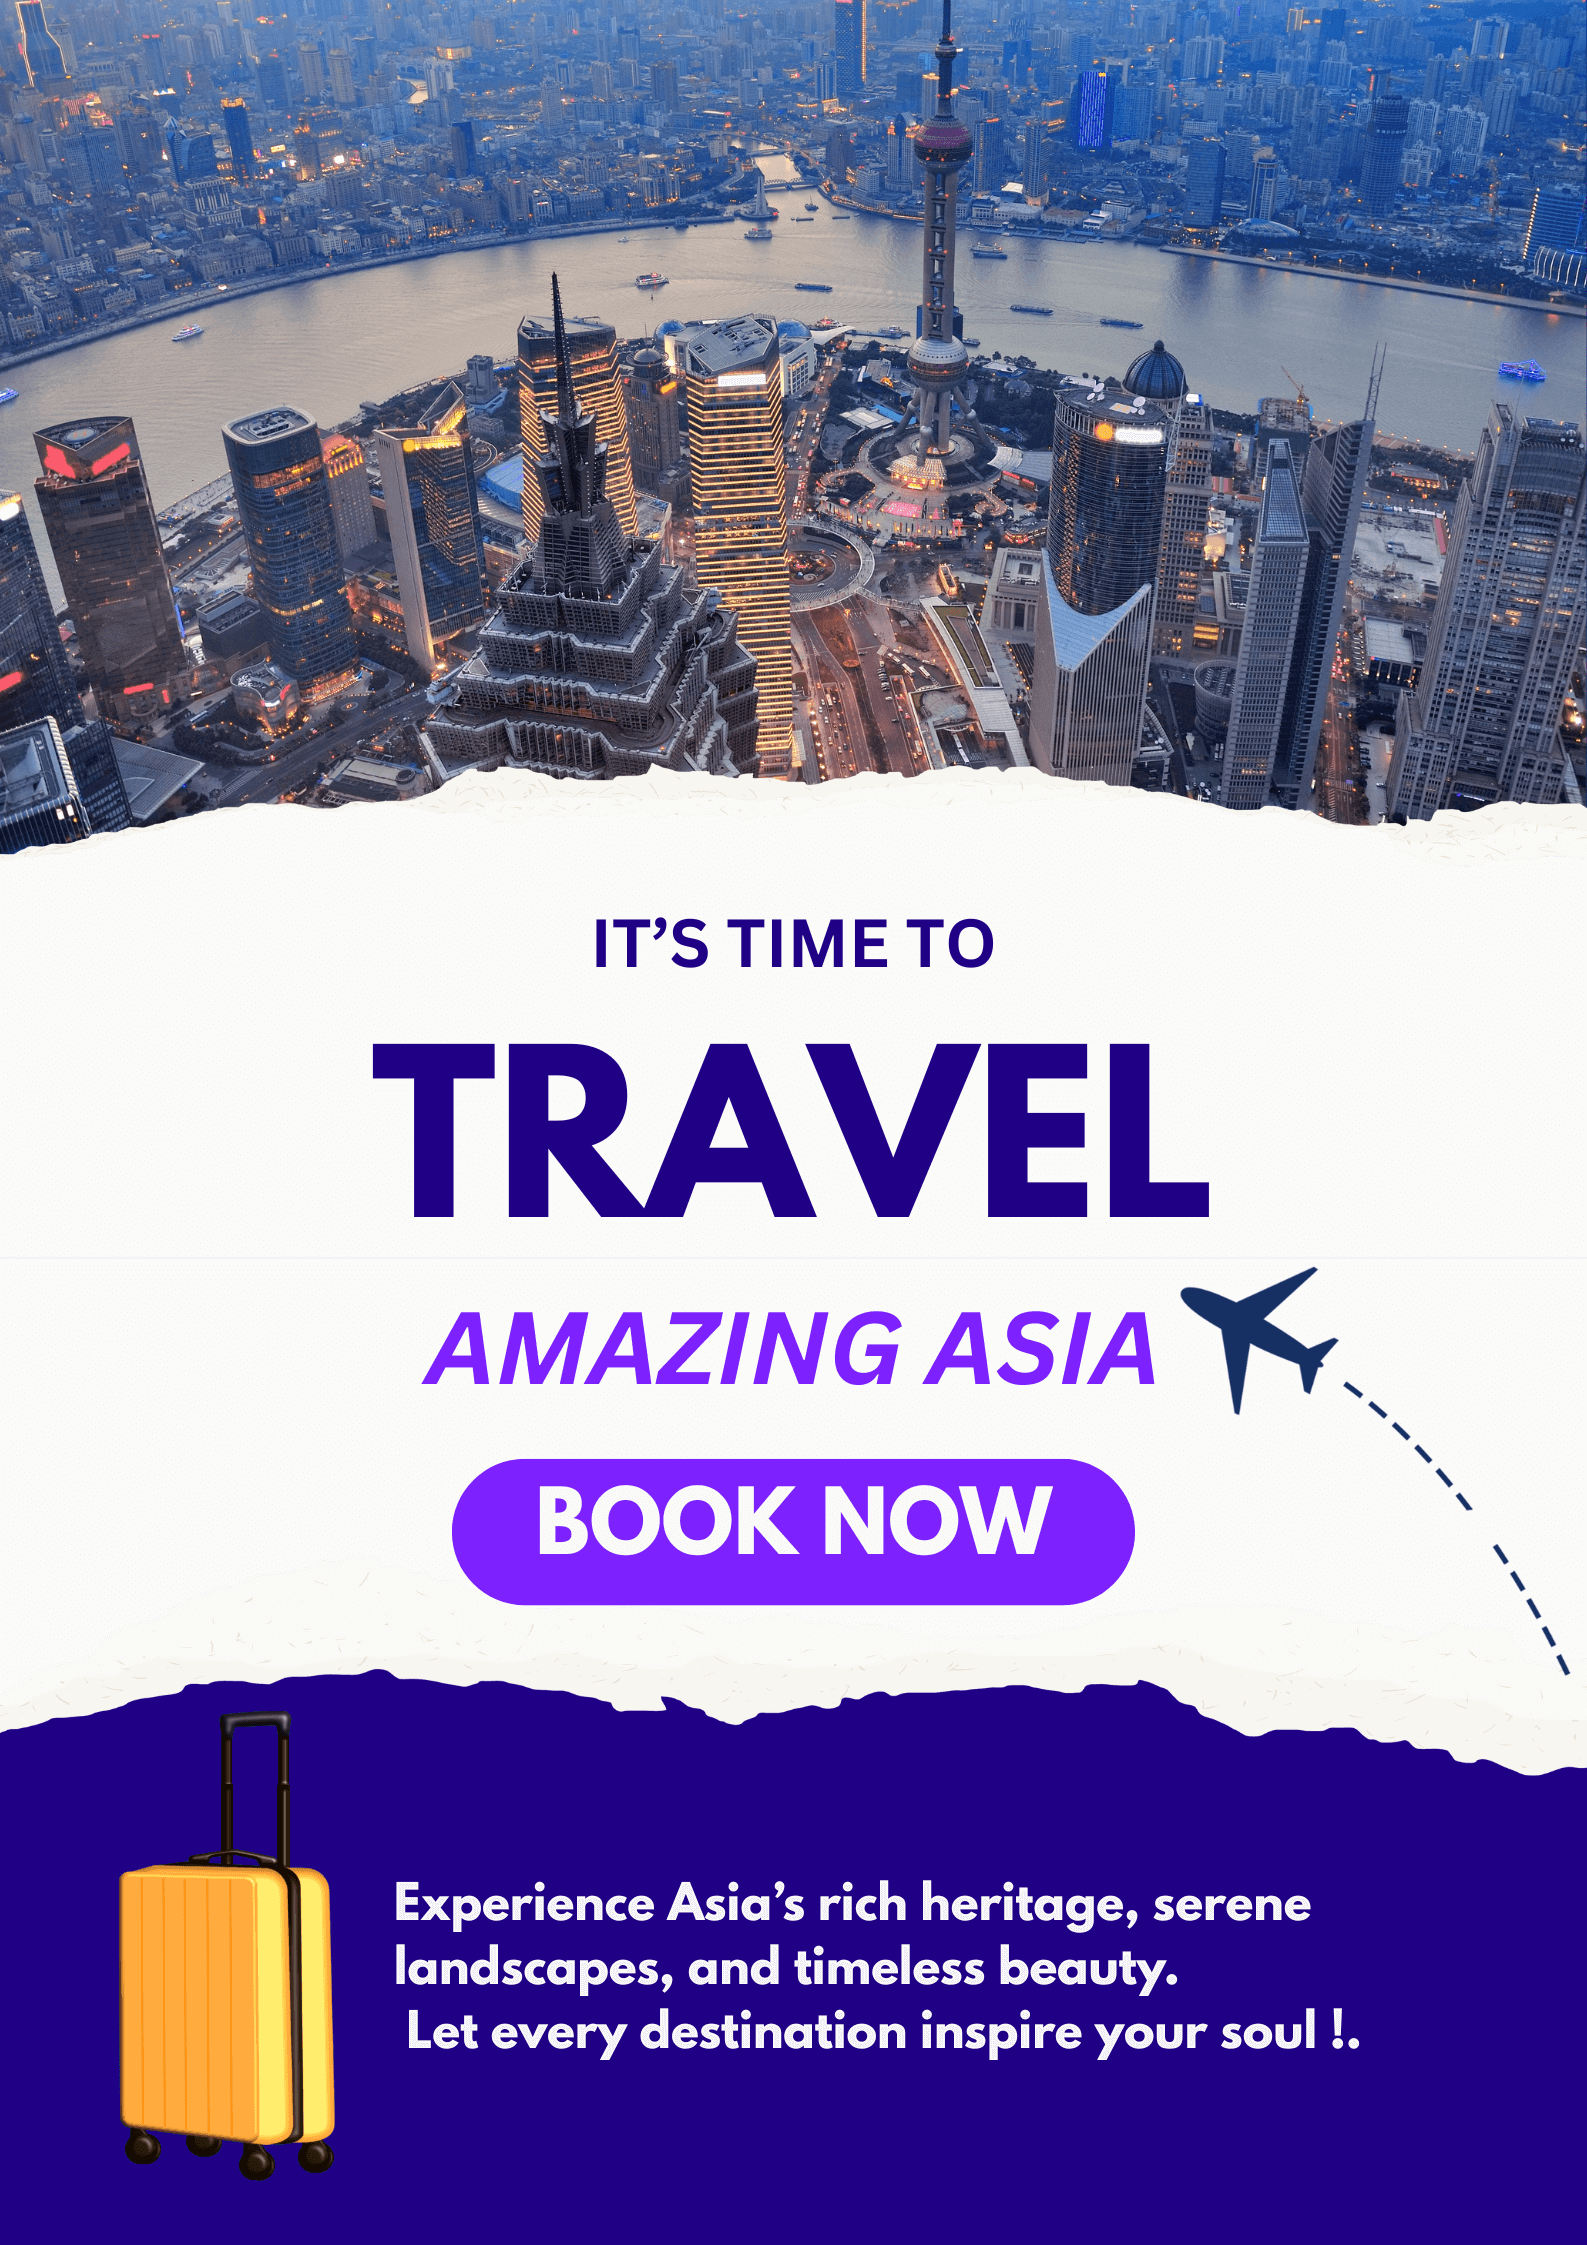 IT’S TIME TO
TRAVEL
AMAZING ASIA
BOOK NOW
Experience Asia’s rich heritage, serene
landscapes, and timeless beauty.
Let every destination inspire your soul !.